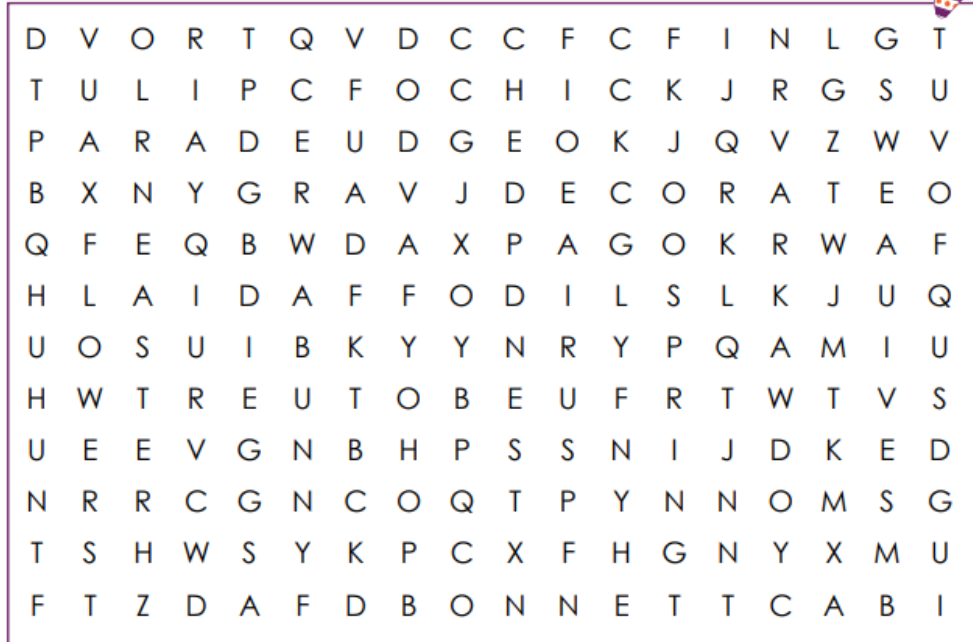 D V O R T Q V D C C F C F I N L G T
T U L I P C F O C H I C K J R G S U
P A R A D E U D G E O K J Q V Z W V
B X N Y G R A V J D E C O R A T E O
Q F E Q B W D A X P A G O K R W A F
H L A I D A F F O D I L S L K J U Q
U O S U I B K Y Y N R Y P Q A M I U
H W T R E U T O B E U F R T W T V S
U E E V G N B H P S S N I J D K E D
N R R C G N C O Q T P Y N N O M S G
T S H W S Y K P C X F H G N Y X M U
F T Z D A F D B O N N E T T C A B I